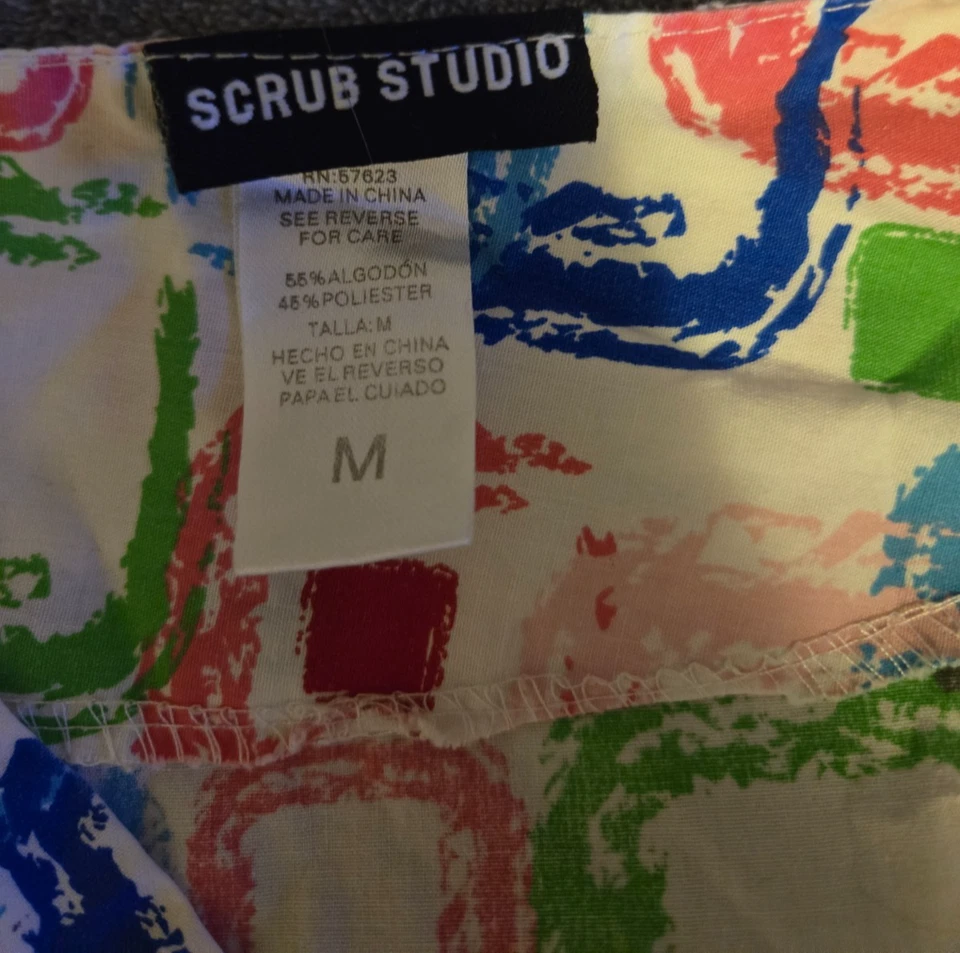 SCRUB STUDIO
RN:57623
MADE IN CHINA
SEE REVERSE
FOR CARE
55%ALGODÓN
45%POLIESTER
TALLA:M
HECHO EN CHINA
VE EL REVERSO
PAPA EL CUIADO
M